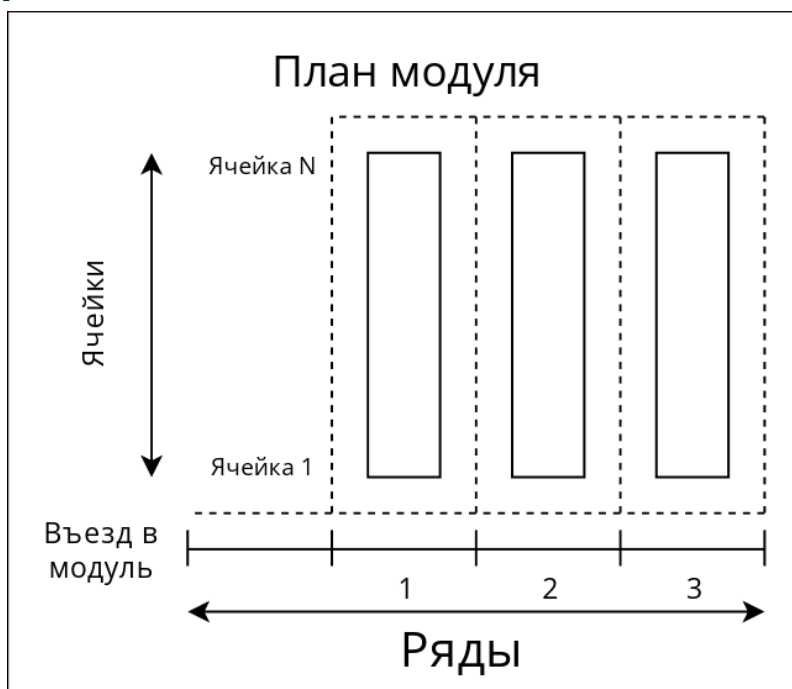 План модуля
Ячейка N
Ячейки
Ячейка 1
Въезд в
модуль
1 2 3
Ряды